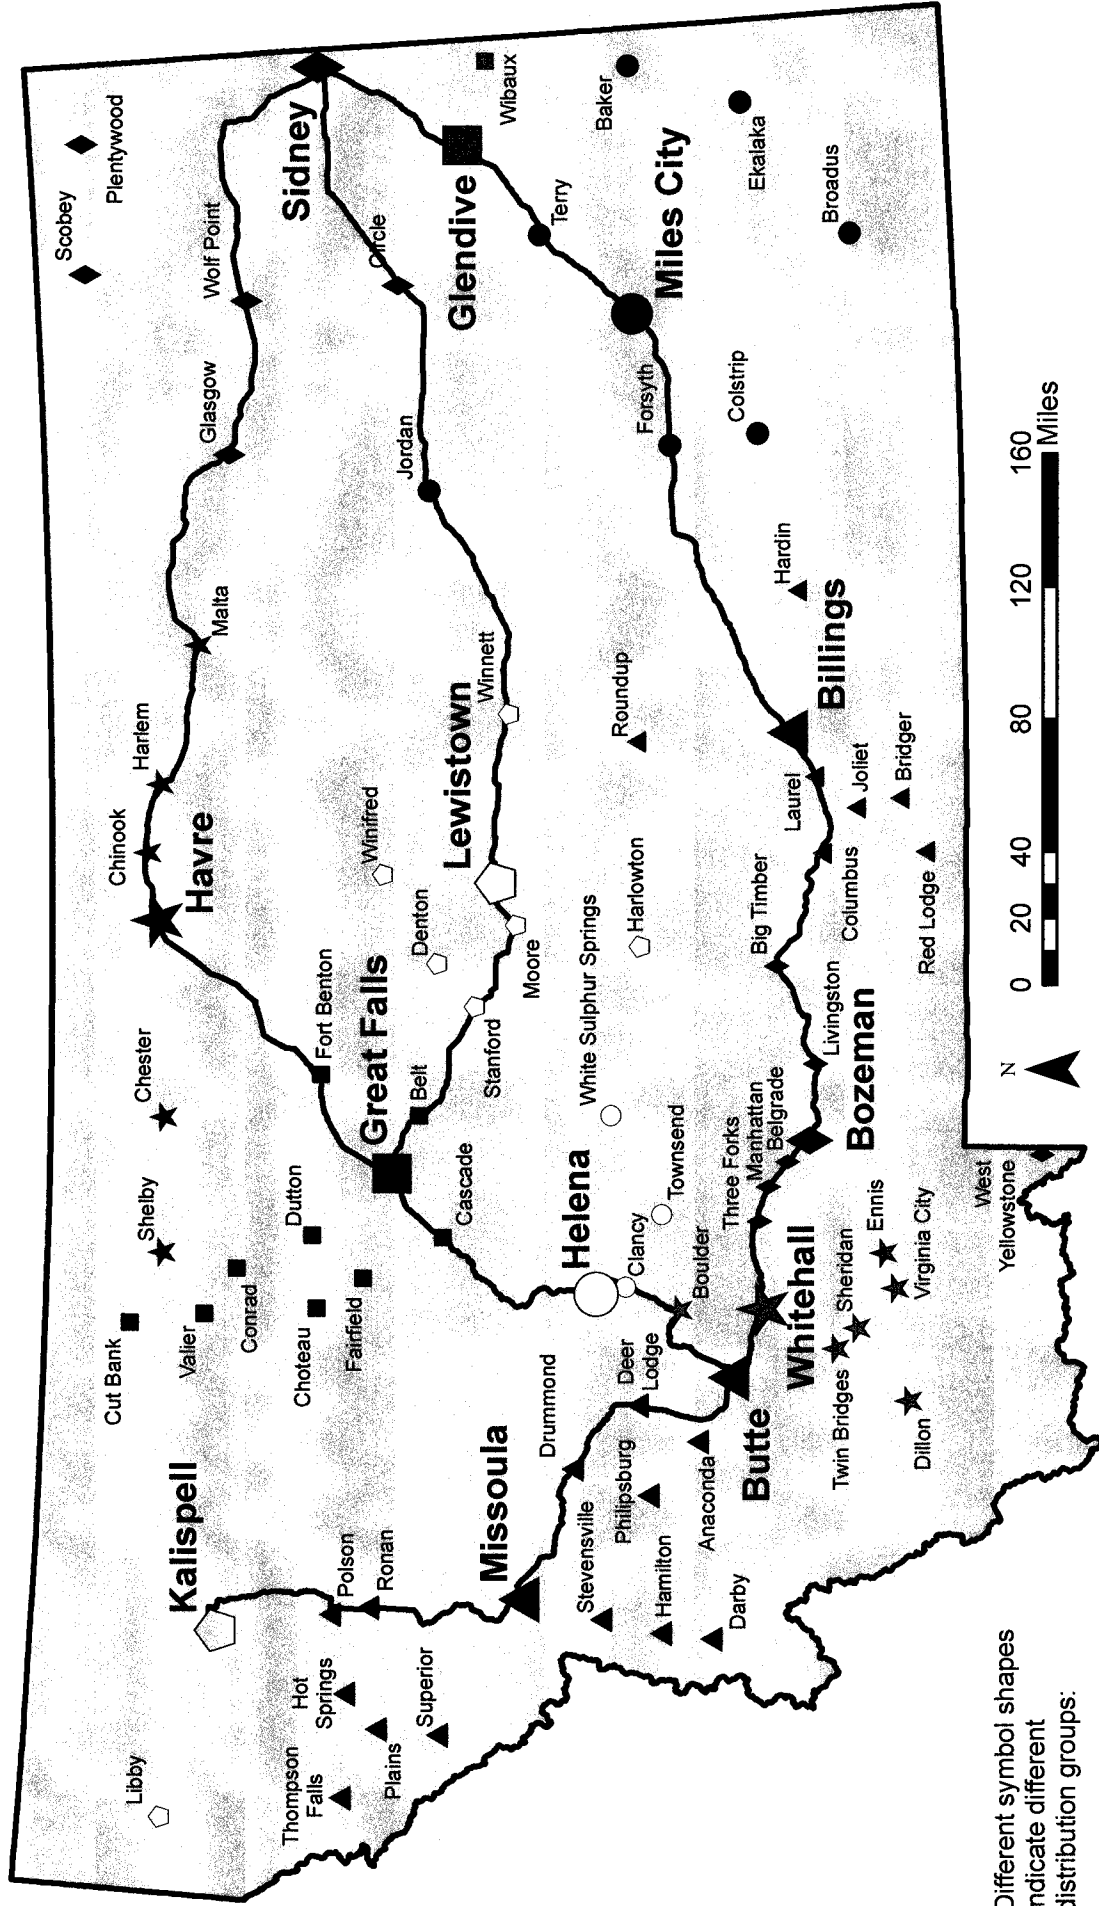 Scobey
Plentywood
Wolf Point
Glasgow
Malta
Harlem
Chinook
Havre
Chester
Shelby
Cut Bank
Valier
Conrad
Dutton
Choteau
Fairfield
Kalispell
Libby
Sidney
Circle
Wibaux
Glendive
Terry
Baker
Ekalaka
Broadus
Miles City
Forsyth
Colstrip
Jordan
Winnett
Lewistown
Winifred
Denton
Moore
Stanford
Fort Benton
Great Falls
Belt
Cascade
Polson
Ronan
Hot
Springs
Thompson
Falls
Plains
Superior
Missoula
Drummond
Deer
Lodge
Philipsburg
Stevensville
Hamilton
Anaconda
Darby
Butte
Helena
Clancy
Townsend
Boulder
White Sulphur Springs
Harlowton
Roundup
Hardin
Billings
Laurel
Joliet
Bridger
Columbus
Red Lodge
Big Timber
Livingston
Bozeman
Belgrade
Manhattan
Three Forks
Whitehall
Sheridan
Twin Bridges
Ennis
Virginia City
Dillon
West
Yellowstone
N
0 20 40 80 120 160
Miles
Different symbol shapes
ndicate different
distribution groups: